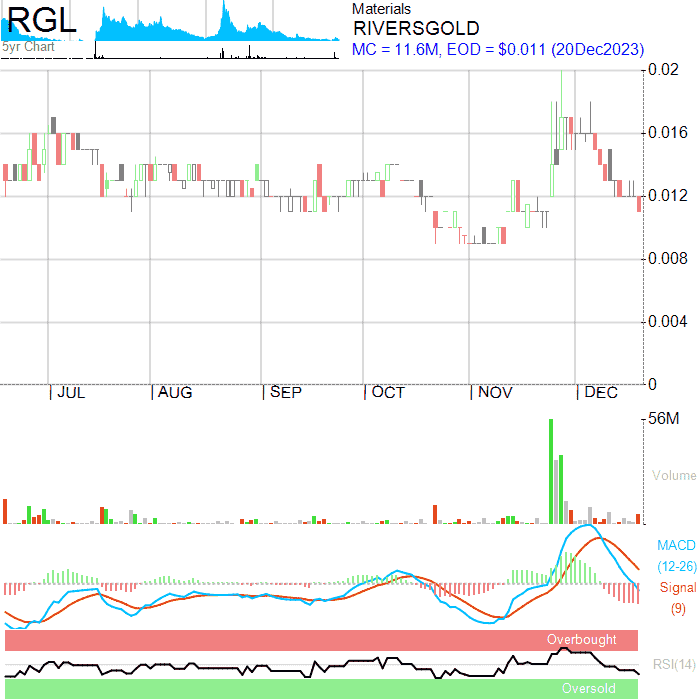 RGL
5yr Chart
Materials
RIVERSGOLD
MC = 11.6M, EOD = $0.011 (20Dec2023)
0.02
0.016
0.012
0.008
0.004
0
JUL AUG SEP OCT NOV DEC
56M
Volume
MACD
(12-26)
Signal
(9)
Overbought
RSI(14)
Oversold